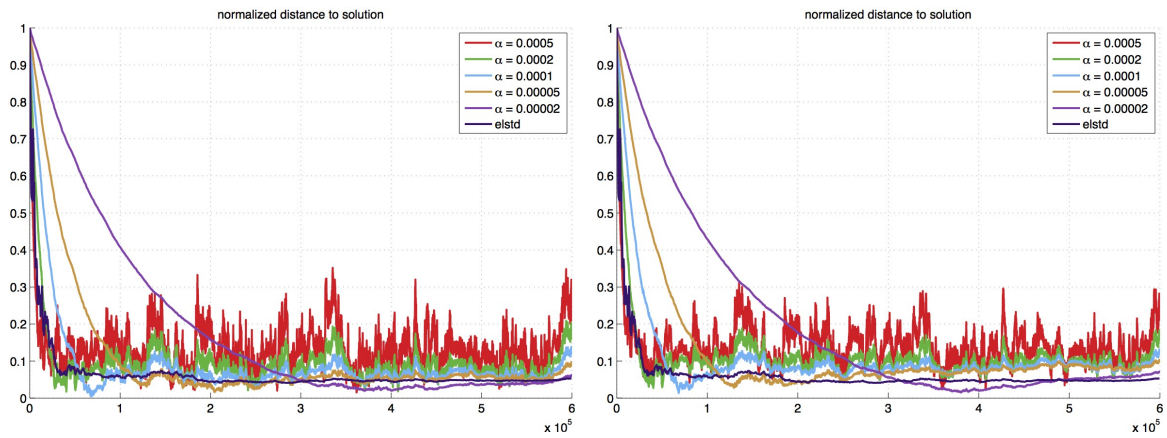 normalized distance to solution
1
0.9
0.8
0.7
0.6
0.5
0.4
0.3
0.2
0.1
0
0 1 2 3 4 5 6
x 10^5
α = 0.0005
α = 0.0002
α = 0.0001
α = 0.00005
α = 0.00002
elstd
normalized distance to solution
1
0.9
0.8
0.7
0.6
0.5
0.4
0.3
0.2
0.1
0
0 1 2 3 4 5 6
x 10^5
α = 0.0005
α = 0.0002
α = 0.0001
α = 0.00005
α = 0.00002
elstd